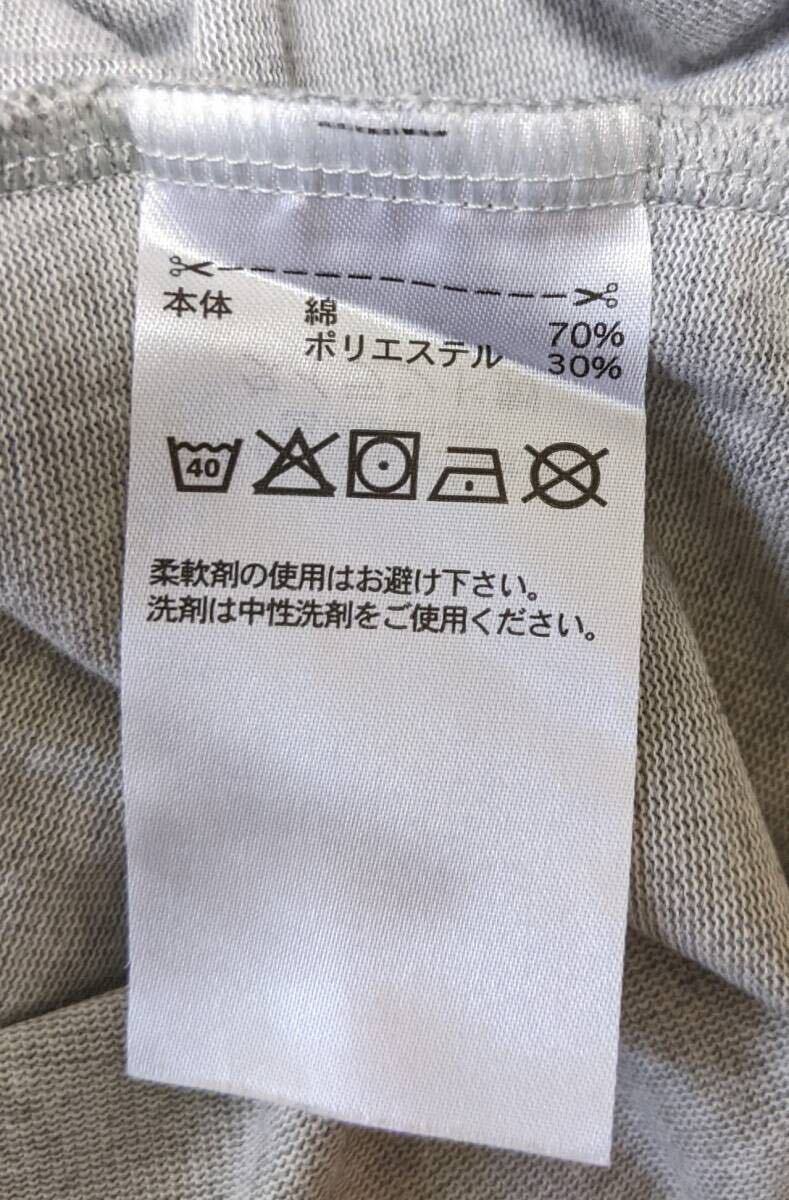 本体 綿 70%
ポリエステル 30%
40
柔軟剤の使用はお避け下さい。
洗剤は中性洗剤をご使用ください。